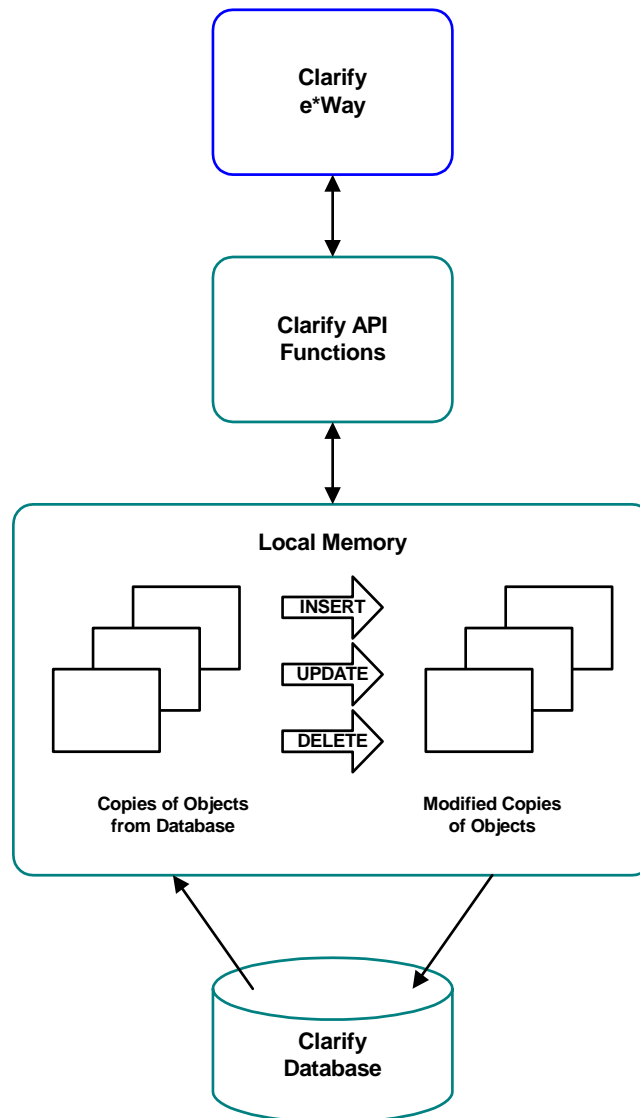 Clarify
e*Way
Clarify API
Functions
Local Memory
INSERT
UPDATE
DELETE
Copies of Objects
from Database
Modified Copies
of Objects
Clarify
Database